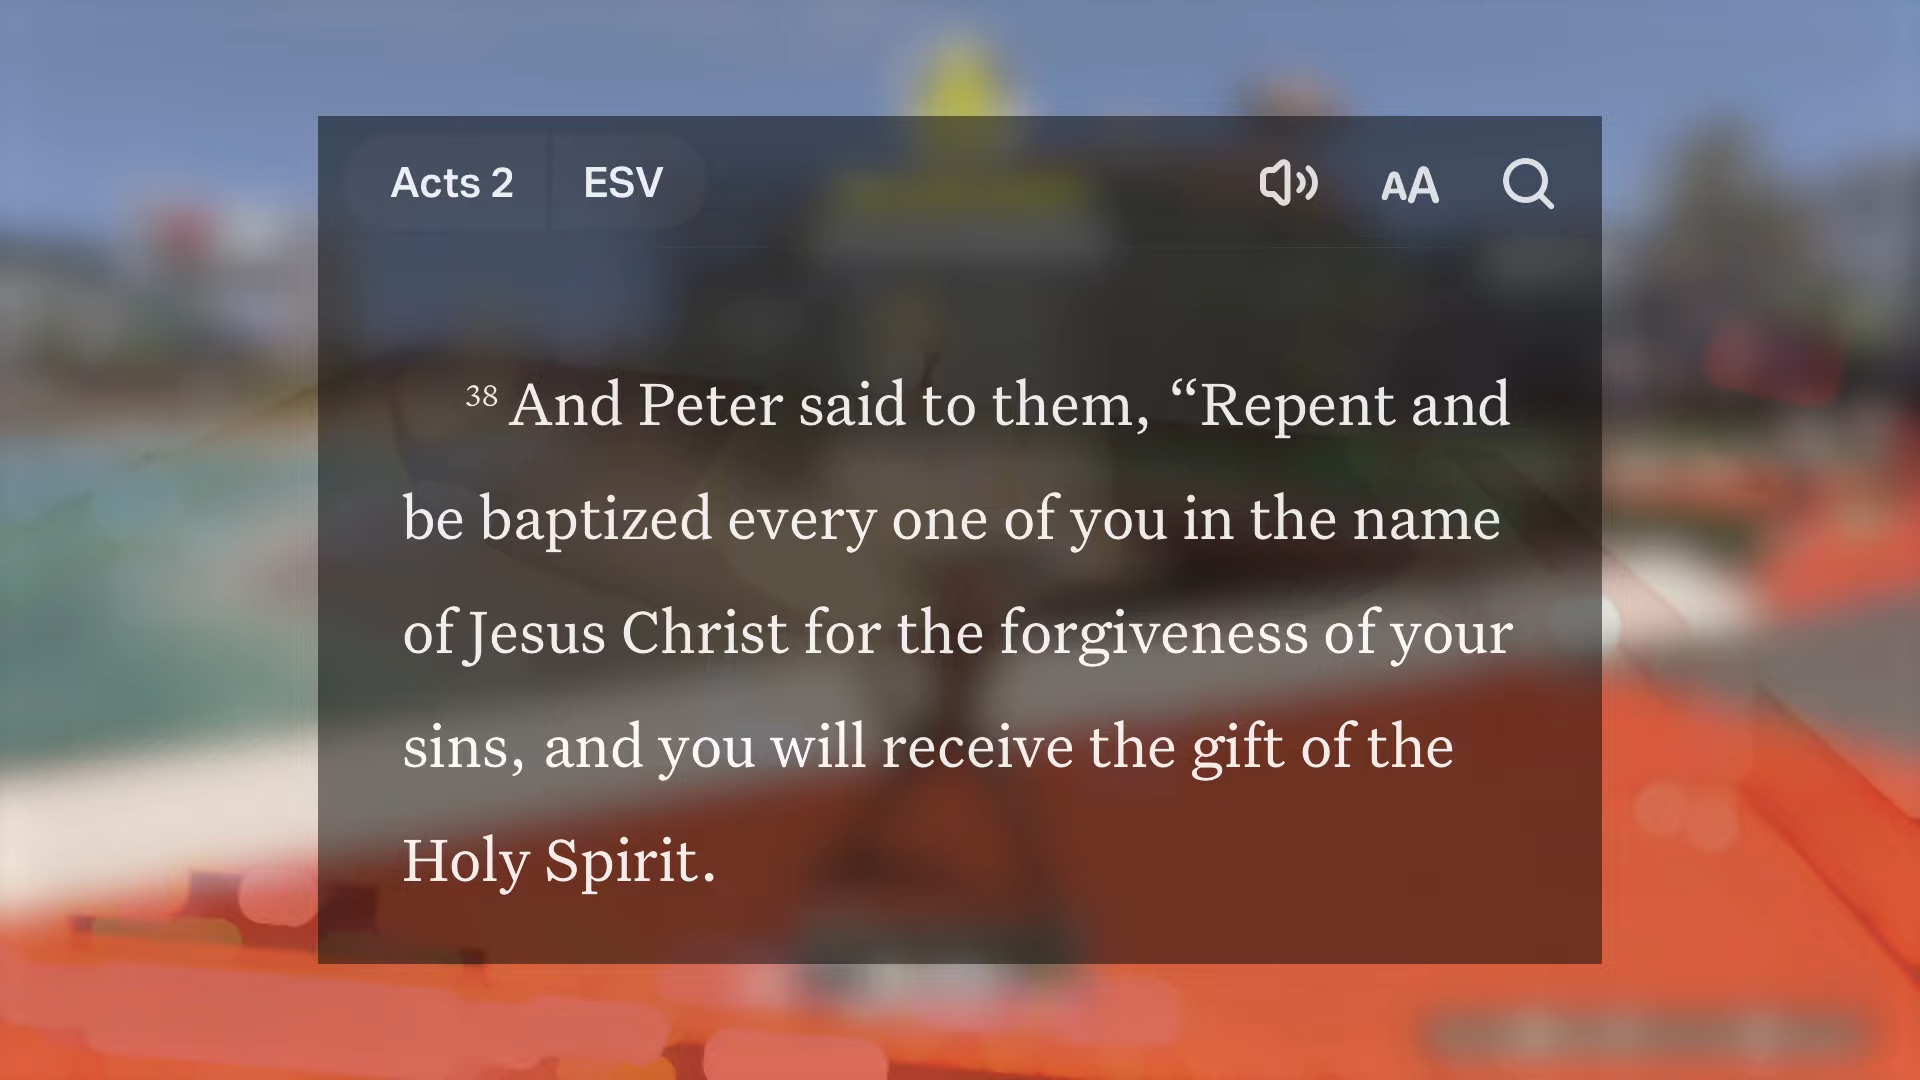 Acts 2 ESV AA
38 And Peter said to them, “Repent and
be baptized every one of you in the name
of Jesus Christ for the forgiveness of your
sins, and you will receive the gift of the
Holy Spirit.